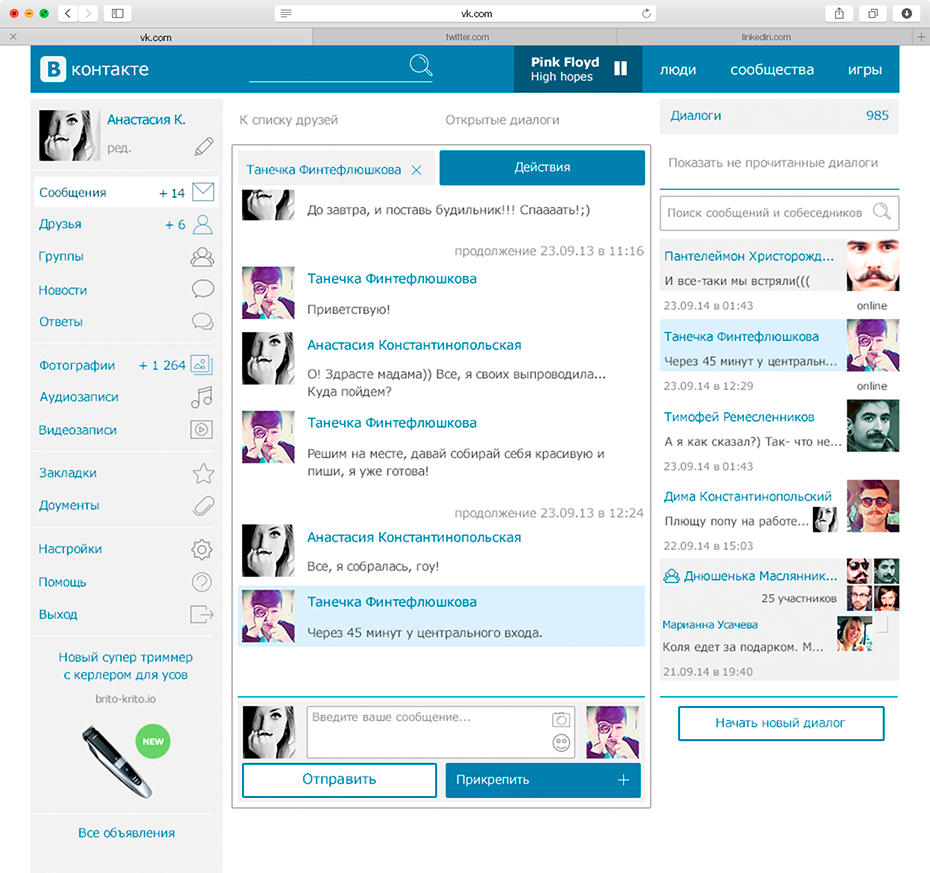 vk.com
vk.com
twitter.com
linkedin.com
В контакте
Pink Floyd
High hopes
люди
сообщества
игры
Анастасия К.
ред.
Сообщения + 14
Друзья + 6
Группы
Новости
Ответы
Фотографии + 1 264
Аудиозаписи
Видеозаписи
Закладки
Доументы
Настройки
Помощь
Выход
Новый супер триммер
с керлером для усов
brito-krito.io
NEW
Все объявления
К списку друзей
Открытые диалоги
Танечка Финтефлюшкова
Действия
До завтра, и поставь будильник!!! Спаааать!;)
продолжение 23.09.13 в 11:16
Танечка Финтефлюшкова
Приветствую!
Анастасия Константинопольская
О! Здрасте мадама)) Все, я своих выпроводила...
Куда пойдем?
Танечка Финтефлюшкова
Решим на месте, давай собирай себя красивую и
пиши, я уже готова!
продолжение 23.09.13 в 12:24
Анастасия Константинопольская
Все, я собралась, гоу!
Танечка Финтефлюшкова
Через 45 минут у центрального входа.
Введите ваше сообщение...
Отправить
Прикрепить
Диалоги 985
Показать не прочитанные диалоги
Поиск сообщений и собеседников
Пантелеймон Христорожд...
И все-таки мы встряли(((
23.09.14 в 01:43
online
Танечка Финтефлюшкова
Через 45 минут у центральн...
23.09.14 в 12:29
online
Тимофей Ремесленников
А я как сказал?) Так- что не...
23.09.14 в 01:43
Дима Константинопольский
Плющу попу на работе...
22.09.14 в 15:03
Днюшенька Маслянник...
25 участников
Марианна Усачева
Коля едет за подарком. М...
21.09.14 в 19:40
Начать новый диалог